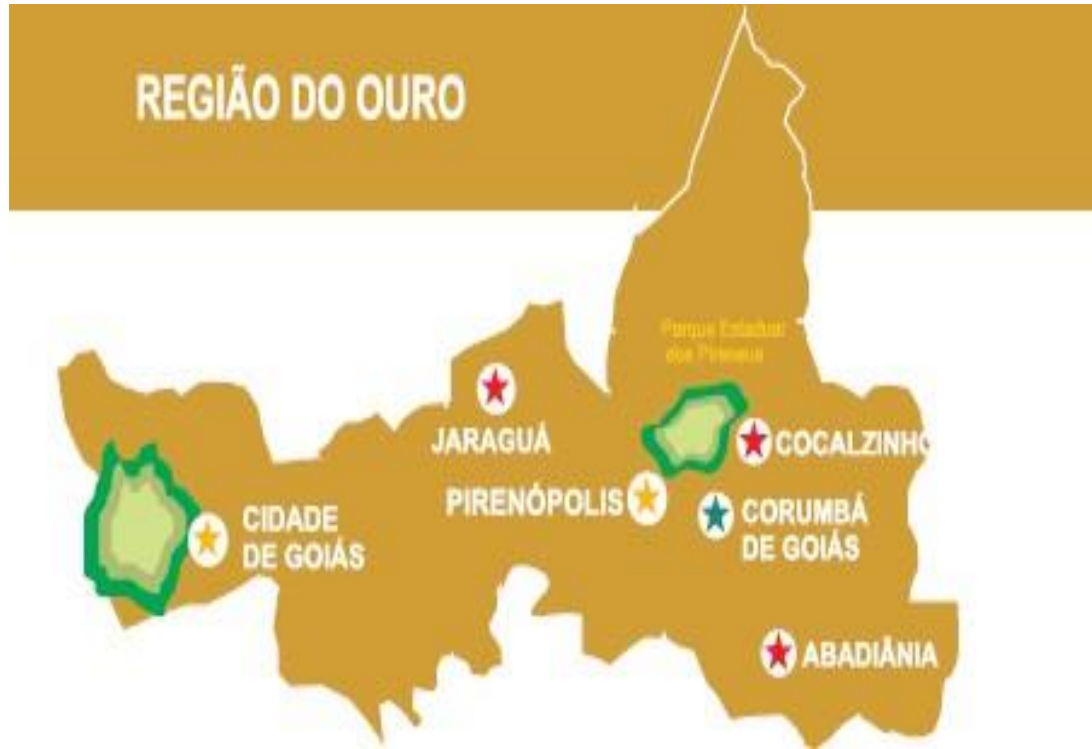 REGIÃO DO OURO
Parque Estadual
dos Pireneus
JARAGUÁ
COCALZINHO
PIRENÓPOLIS
CORUMBÁ
DE GOIÁS
CIDADE
DE GOIÁS
ABADIÂNIA